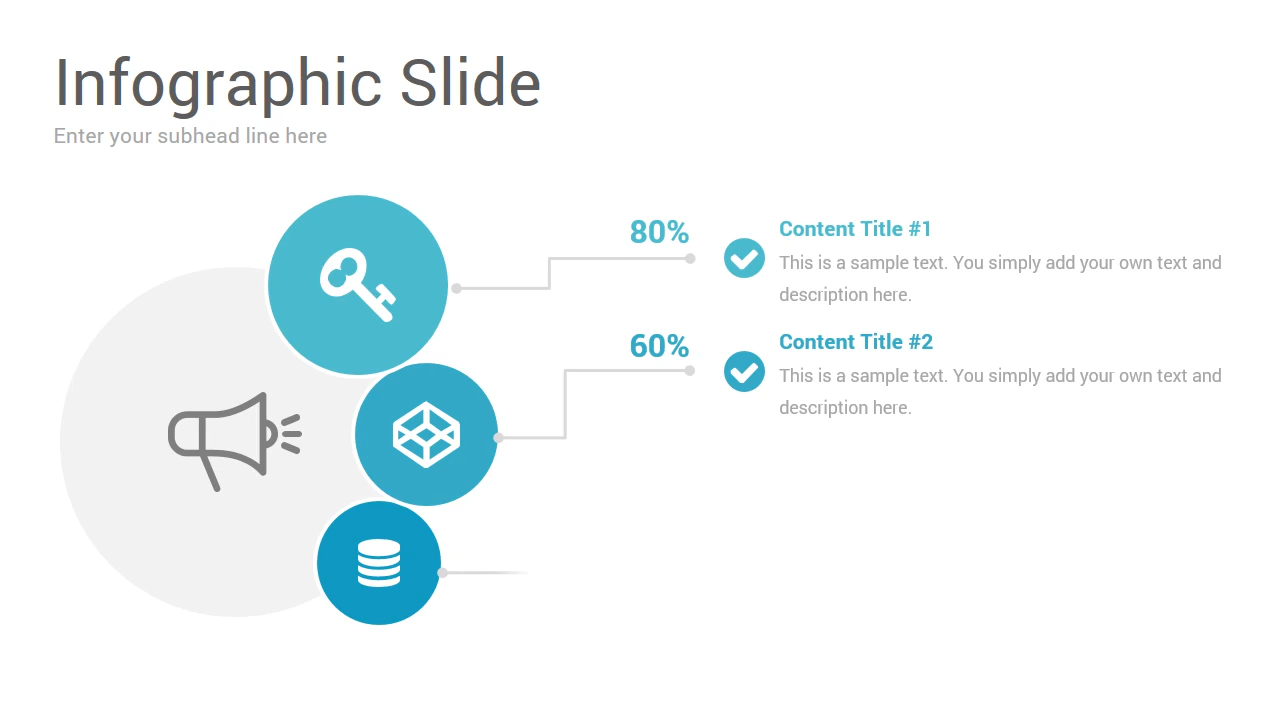 Infographic Slide
Enter your subhead line here
80%
Content Title #1
This is a sample text. You simply add your own text and
description here.
60%
Content Title #2
This is a sample text. You simply add your own text and
description here.